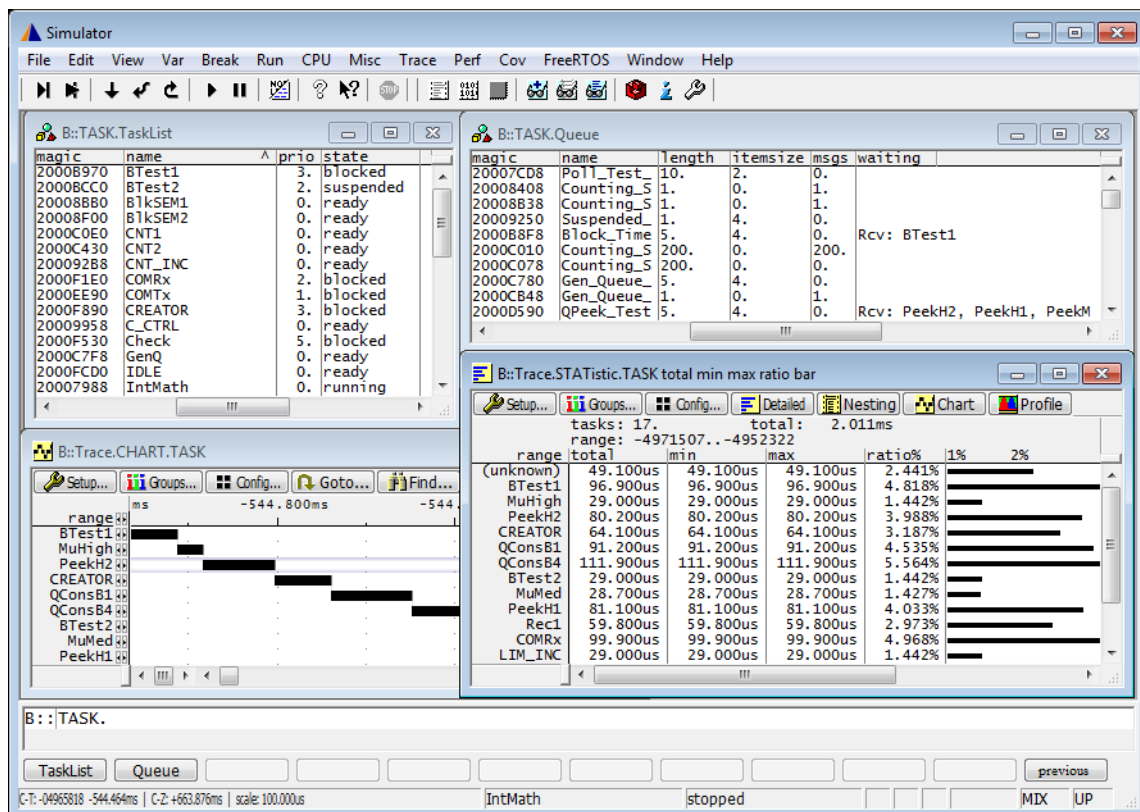 Simulator
File Edit View Var Break Run CPU Misc Trace Perf Cov FreeRTOS Window Help
B::TASK.TaskList
magic name ^ prio state
2000B970 BTest1 3. blocked
2000BCC0 BTest2 2. suspended
20008BB0 BlkSEM1 0. ready
20008F00 BlkSEM2 0. ready
2000C0E0 CNT1 0. ready
2000C430 CNT2 0. ready
200092B8 CNT_INC 0. ready
2000F1E0 COMRx 2. blocked
2000EE90 COMTx 1. blocked
2000F890 CREATOR 3. blocked
20009958 C_CTRL 0. ready
2000F530 Check 5. blocked
2000C7F8 GenQ 0. ready
2000FCD0 IDLE 0. ready
20007988 IntMath 0. running
B::TASK.Queue
magic name length itemsize msgs waiting
20007CD8 Poll_Test_ 10. 2. 0.
20008408 Counting_S 1. 0. 1.
20008B38 Counting_S 1. 0. 1.
20009250 Suspended_ 1. 4. 0.
2000B8F8 Block_Time 5. 4. 0. Rcv: BTest1
2000C010 Counting_S 200. 0. 200.
2000C078 Counting_S 200. 0. 0.
2000C780 Gen_Queue_ 5. 4. 0.
2000CB48 Gen_Queue_ 1. 0. 1.
2000D590 QPeek_Test 5. 4. 0. Rcv: PeekH2, PeekH1, PeekM
B::Trace.CHART.TASK
Setup... Groups... Config... Goto... Find...
ms -544.800ms -544.
range
BTest1
MuHigh
PeekH2
CREATOR
QConsB1
QConsB4
BTest2
MuMed
PeekH1
B::Trace.STATistic.TASK total min max ratio bar
Setup... Groups... Config... Detailed Nesting Chart Profile
tasks: 17. total: 2.011ms
range: -4971507..-4952322
range total min max ratio% 1% 2%
(unknown) 49.100us 49.100us 49.100us 2.441%
BTest1 96.900us 96.900us 96.900us 4.818%
MuHigh 29.000us 29.000us 29.000us 1.442%
PeekH2 80.200us 80.200us 80.200us 3.988%
CREATOR 64.100us 64.100us 64.100us 3.187%
QConsB1 91.200us 91.200us 91.200us 4.535%
QConsB4 111.900us 111.900us 111.900us 5.564%
BTest2 29.000us 29.000us 29.000us 1.442%
MuMed 28.700us 28.700us 28.700us 1.427%
PeekH1 81.100us 81.100us 81.100us 4.033%
Rec1 59.800us 59.800us 59.800us 2.973%
COMRx 99.900us 99.900us 99.900us 4.968%
LIM_INC 29.000us 29.000us 29.000us 1.442%
B::TASK.
TaskList Queue previous
C-T: -04965818 -544.464ms | C-Z: +663.876ms | scale: 100.000us IntMath stopped MIX UP